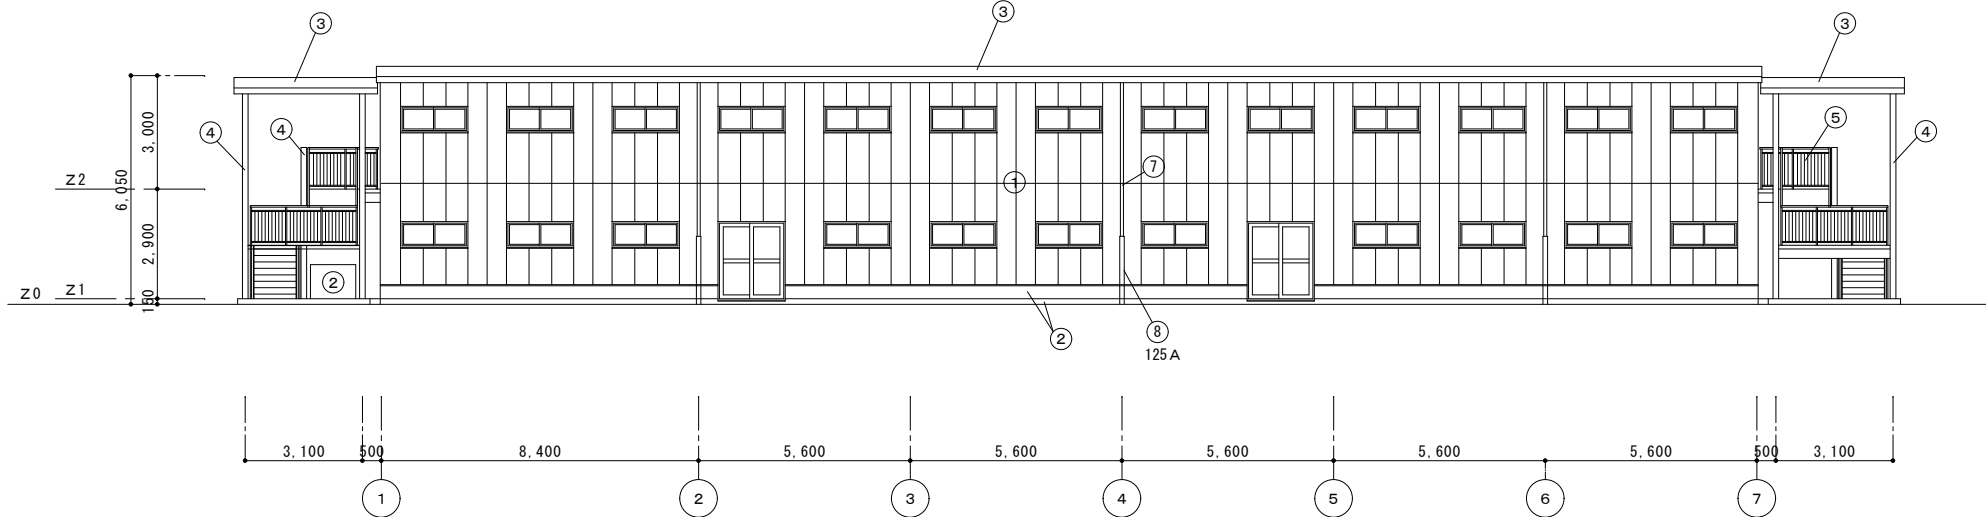 ③ ③ ③
④ ④ ⑤ ④
3,000
⑦
6,050
Z2 ①
2,900
②
Z0 Z1
150
② ⑧
125A
3,100 500 8,400 5,600 5,600 5,600 5,600 5,600 500 3,100
1 2 3 4 5 6 7